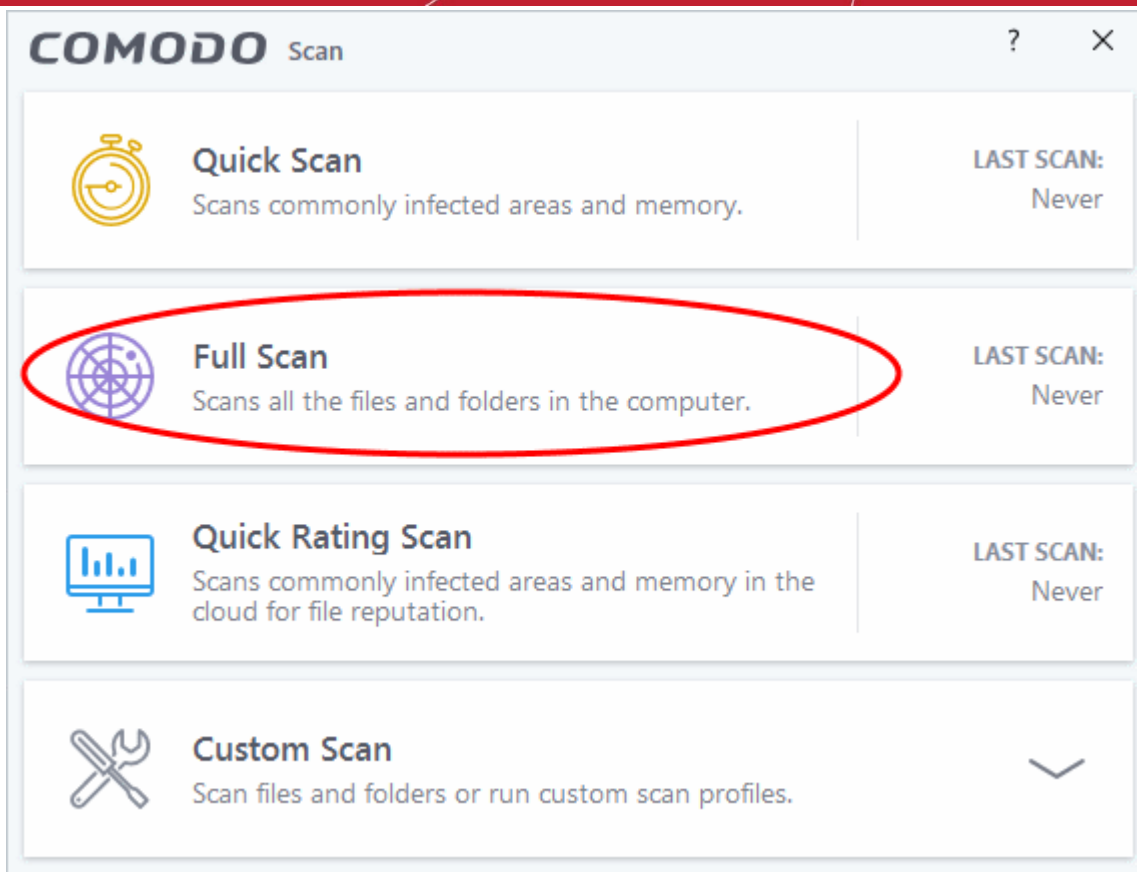 COMODO Scan ?
Quick Scan
Scans commonly infected areas and memory.
LAST SCAN:
Never
Full Scan
Scans all the files and folders in the computer.
LAST SCAN:
Never
Quick Rating Scan
Scans commonly infected areas and memory in the
cloud for file reputation.
LAST SCAN:
Never
Custom Scan
Scan files and folders or run custom scan profiles.